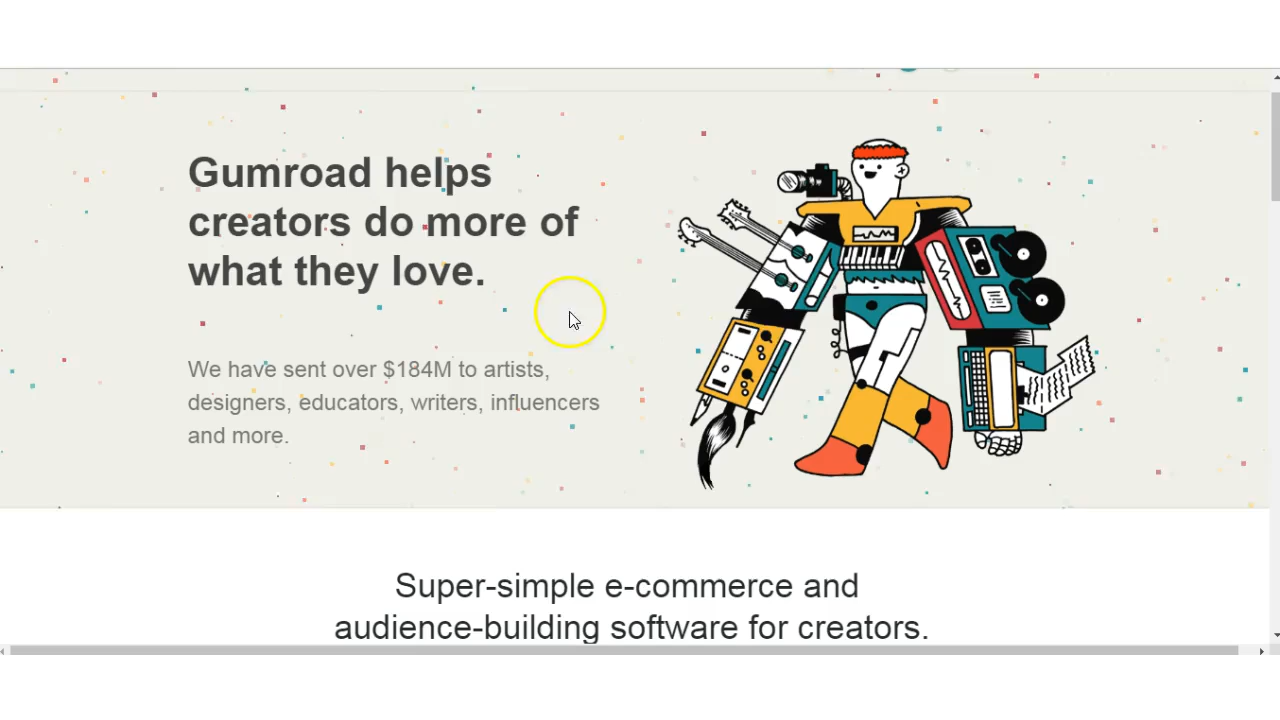 Gumroad helps
creators do more of
what they love.
We have sent over $184M to artists,
designers, educators, writers, influencers
and more.
Super-simple e-commerce and
audience-building software for creators.